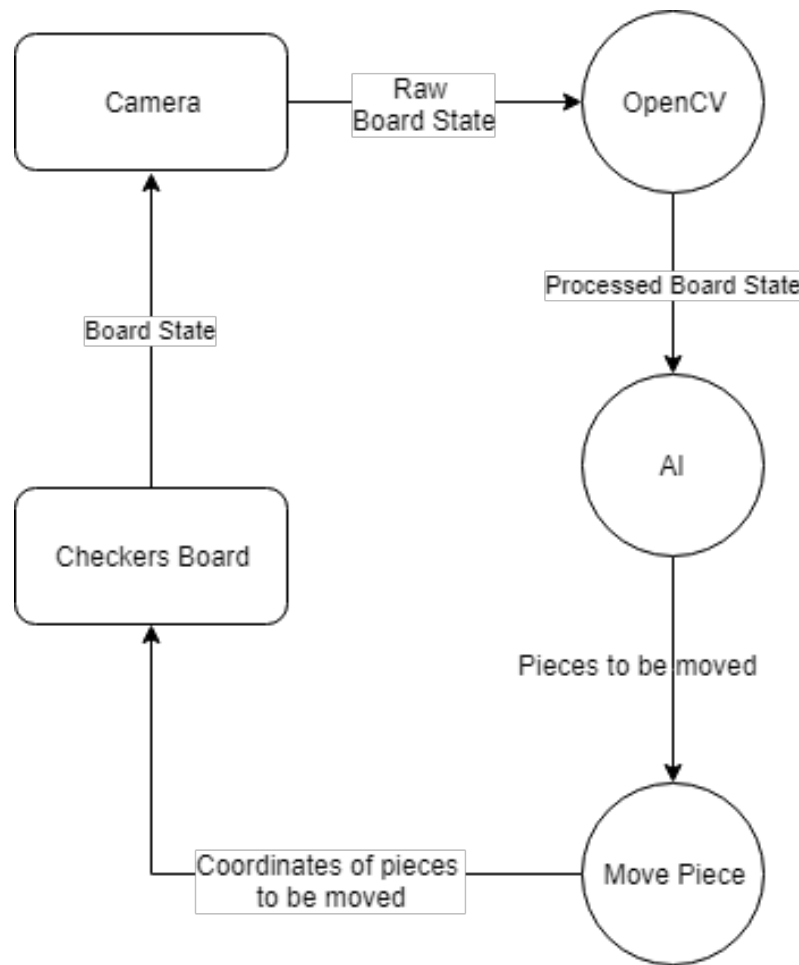 Camera
Raw
Board State
OpenCV
Processed Board State
Board State
AI
Checkers Board
Pieces to be moved
Coordinates of pieces
to be moved
Move Piece